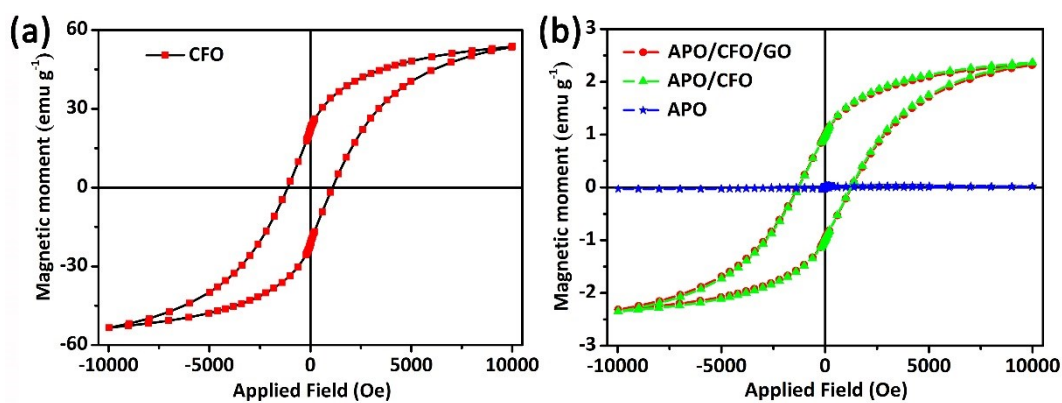 (a)
CFO
Magnetic moment (emu g⁻¹)
60
30
0
-30
-60
-10000 -5000 0 5000 10000
Applied Field (Oe)
(b)
APO/CFO/GO
APO/CFO
APO
Magnetic moment (emu g⁻¹)
3
2
1
0
-1
-2
-3
-10000 -5000 0 5000 10000
Applied Field (Oe)